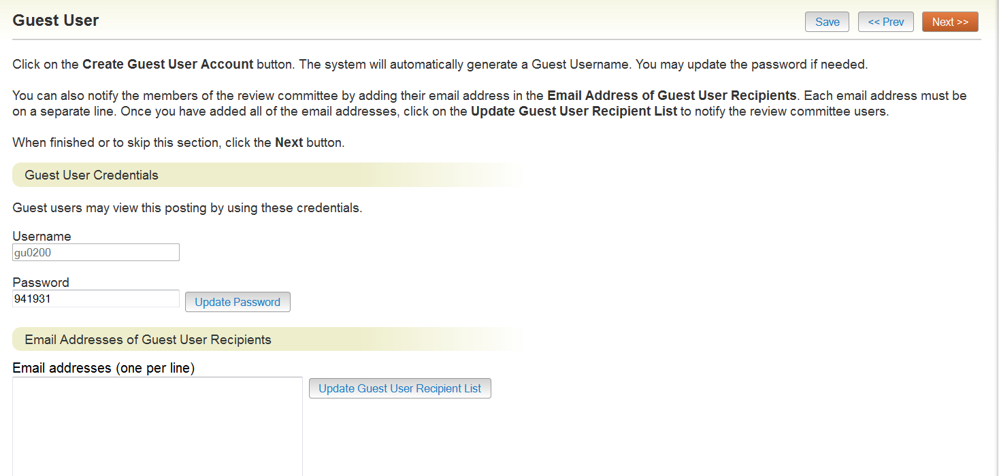 Guest User
Save
<< Prev
Next >>
Click on the Create Guest User Account button. The system will automatically generate a Guest Username. You may update the password if needed.
You can also notify the members of the review committee by adding their email address in the Email Address of Guest User Recipients. Each email address must be
on a separate line. Once you have added all of the email addresses, click on the Update Guest User Recipient List to notify the review committee users.
When finished or to skip this section, click the Next button.
Guest User Credentials
Guest users may view this posting by using these credentials.
Username
gu0200
Password
941931
Update Password
Email Addresses of Guest User Recipients
Email addresses (one per line)
Update Guest User Recipient List